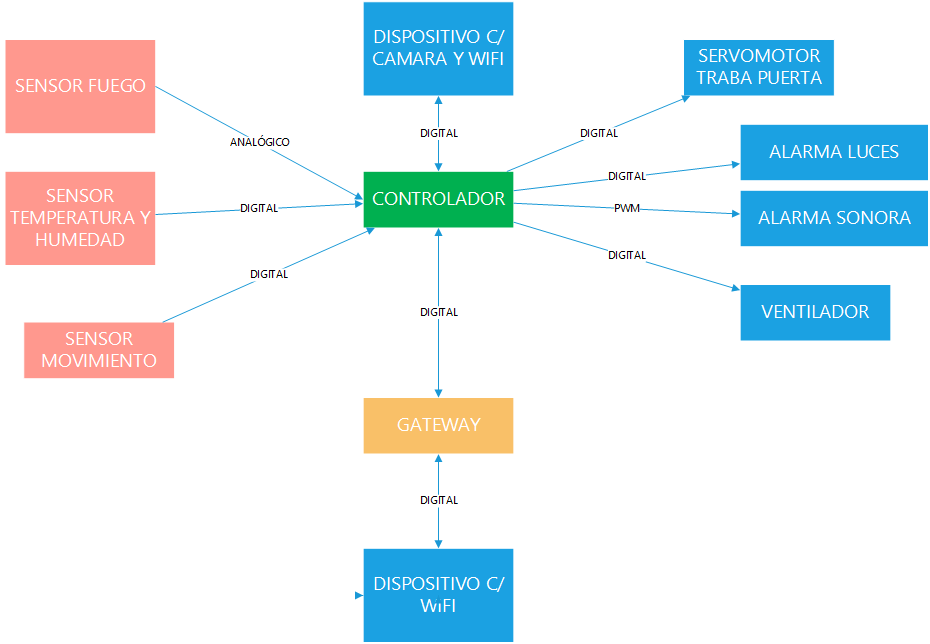 DISPOSITIVO C/
CAMARA Y WIFI
SENSOR FUEGO
SERVOMOTOR
TRABA PUERTA
DIGITAL
DIGITAL
ANALÓGICO
ALARMA LUCES
DIGITAL
SENSOR
TEMPERATURA Y
HUMEDAD
DIGITAL
CONTROLADOR
PWM
ALARMA SONORA
DIGITAL
DIGITAL
SENSOR
MOVIMIENTO
DIGITAL
VENTILADOR
GATEWAY
DIGITAL
DISPOSITIVO C/
WiFI